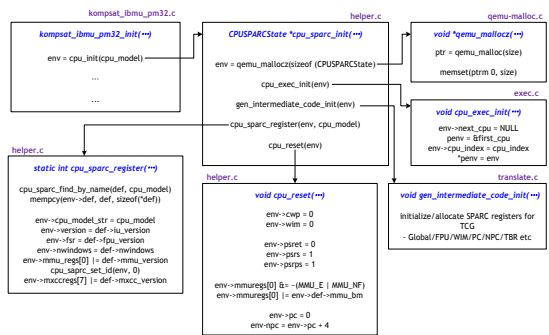 kompsat_ibmu_pm32.c
kompsat_ibmu_pm32_init(···)
env = cpu_init(cpu_model)
...
...
helper.c
CPUSPARCState *cpu_sparc_init(···)
env = qemu_mallocz(sizeof (CPUSPARCState)
cpu_exec_init(env)
gen_intermediate_code_init(env)
cpu_sparc_register(env, cpu_model)
cpu_reset(env)
qemu-malloc.c
void *qemu_mallocz(···)
ptr = qemu_malloc(size)
memset(ptrm 0, size)
exec.c
void cpu_exec_init(···)
env->next_cpu = NULL
penv = &first_cpu
env->cpu_index = cpu_index
*penv = env
helper.c
static int cpu_sparc_register(···)
cpu_sparc_find_by_name(def, cpu_model)
mempcy(env->def, def, sizeof(*def))
env->cpu_model_str = cpu_model
env->version = def->iu_version
env->fsr = def->fpu_version
env->nwindows = def->nwindows
env->mmu_regs[0] |= def->mmu_version
cpu_saprc_set_id(env, 0)
env->mxccregs[7] |= def->mxcc_version
helper.c
void cpu_reset(···)
env->cwp = 0
env->wim = 0
env->psret = 0
env->psrs = 1
env->psrps = 1
env->mmuregs[0] &= ~(MMU_E | MMU_NF)
env->mmuregs[0] |= env->def->mmu_bm
env->pc = 0
env-npc = env->pc + 4
translate.c
void gen_intermediate_code_init(···)
initialize/allocate SPARC registers for
TCG
- Global/FPU/WIM/PC/NPC/TBR etc